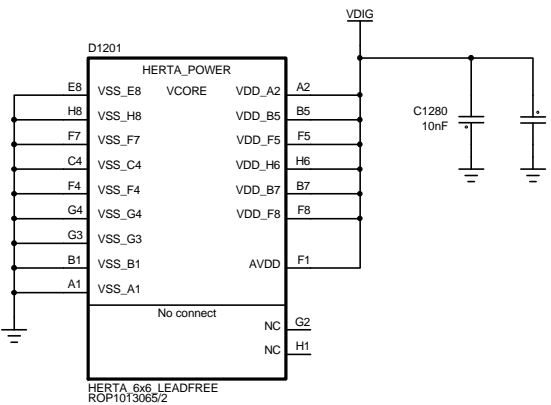 VDIG
D1201
HERTA_POWER
VCORE
E8 VSS_E8 VDD_A2 A2
H8 VSS_H8 VDD_B5 B5
F7 VSS_F7 VDD_F5 F5
C4 VSS_C4 VDD_H6 H6
F4 VSS_F4 VDD_B7 B7
G4 VSS_G4 VDD_F8 F8
G3 VSS_G3
B1 VSS_B1 AVDD F1
A1 VSS_A1
No connect
NC G2
NC H1
HERTA_6x6_LEADFREE
ROP1013065/2
C1280
10nF